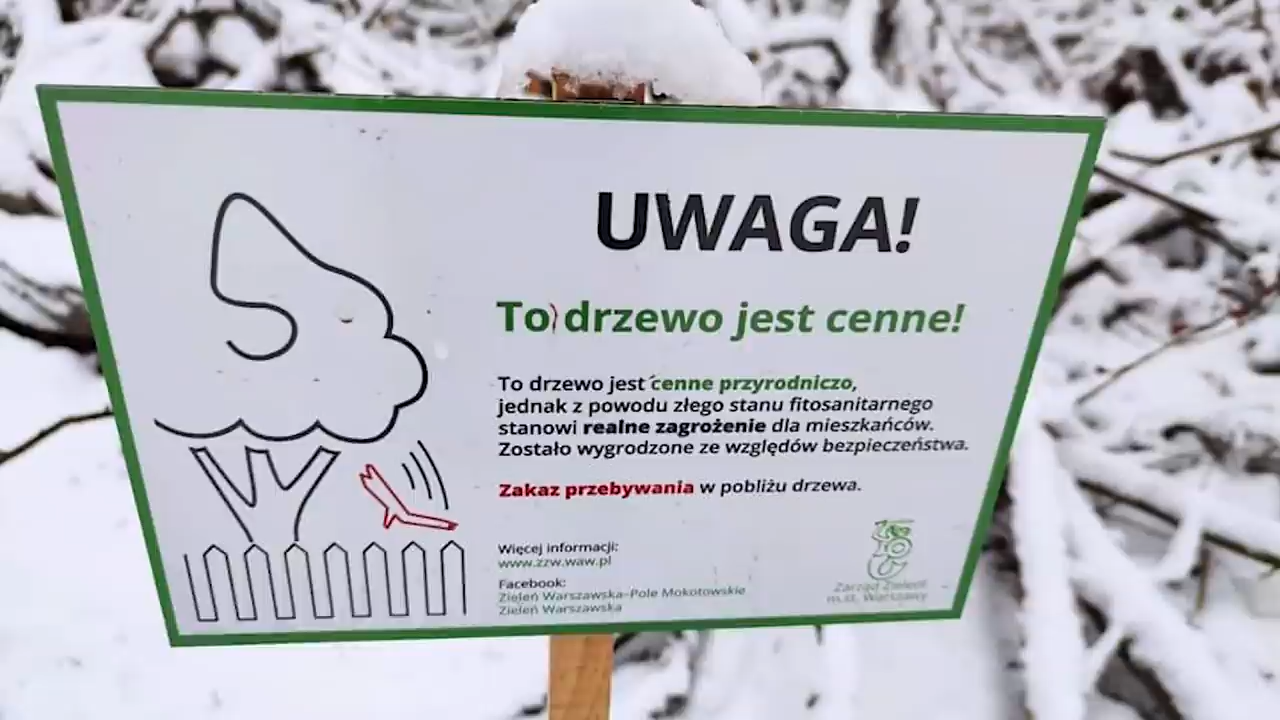 UWAGA!
To drzewo jest cenne!
To drzewo jest cenne przyrodniczo,
jednak z powodu złego stanu fitosanitarnego
stanowi realne zagrożenie dla mieszkańców.
Zostało wygrodzone ze względów bezpieczeństwa.
Zakaz przebywania w pobliżu drzewa.
Więcej informacji:
www.zzw.waw.pl
Facebook:
Zieleń Warszawska-Pole Mokotowskie
Zieleń Warszawska
Zarząd Zieleni
m.st. Warszawy